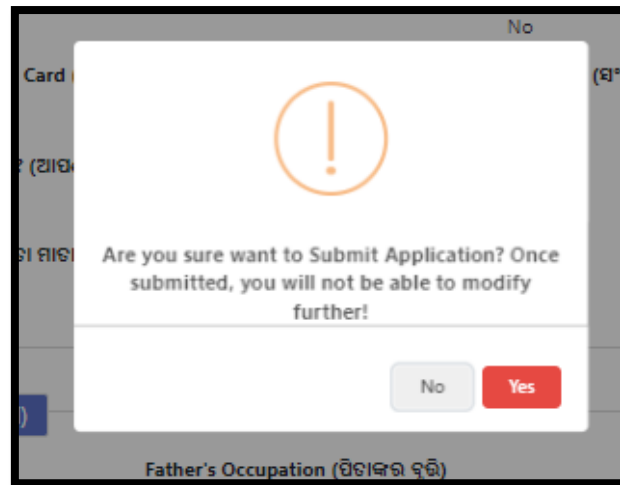 No
Card
Are you sure want to Submit Application? Once
submitted, you will not be able to modify
further!
No
Yes
Father's Occupation (ପିତାଙ୍କର ବୃତ୍ତି)